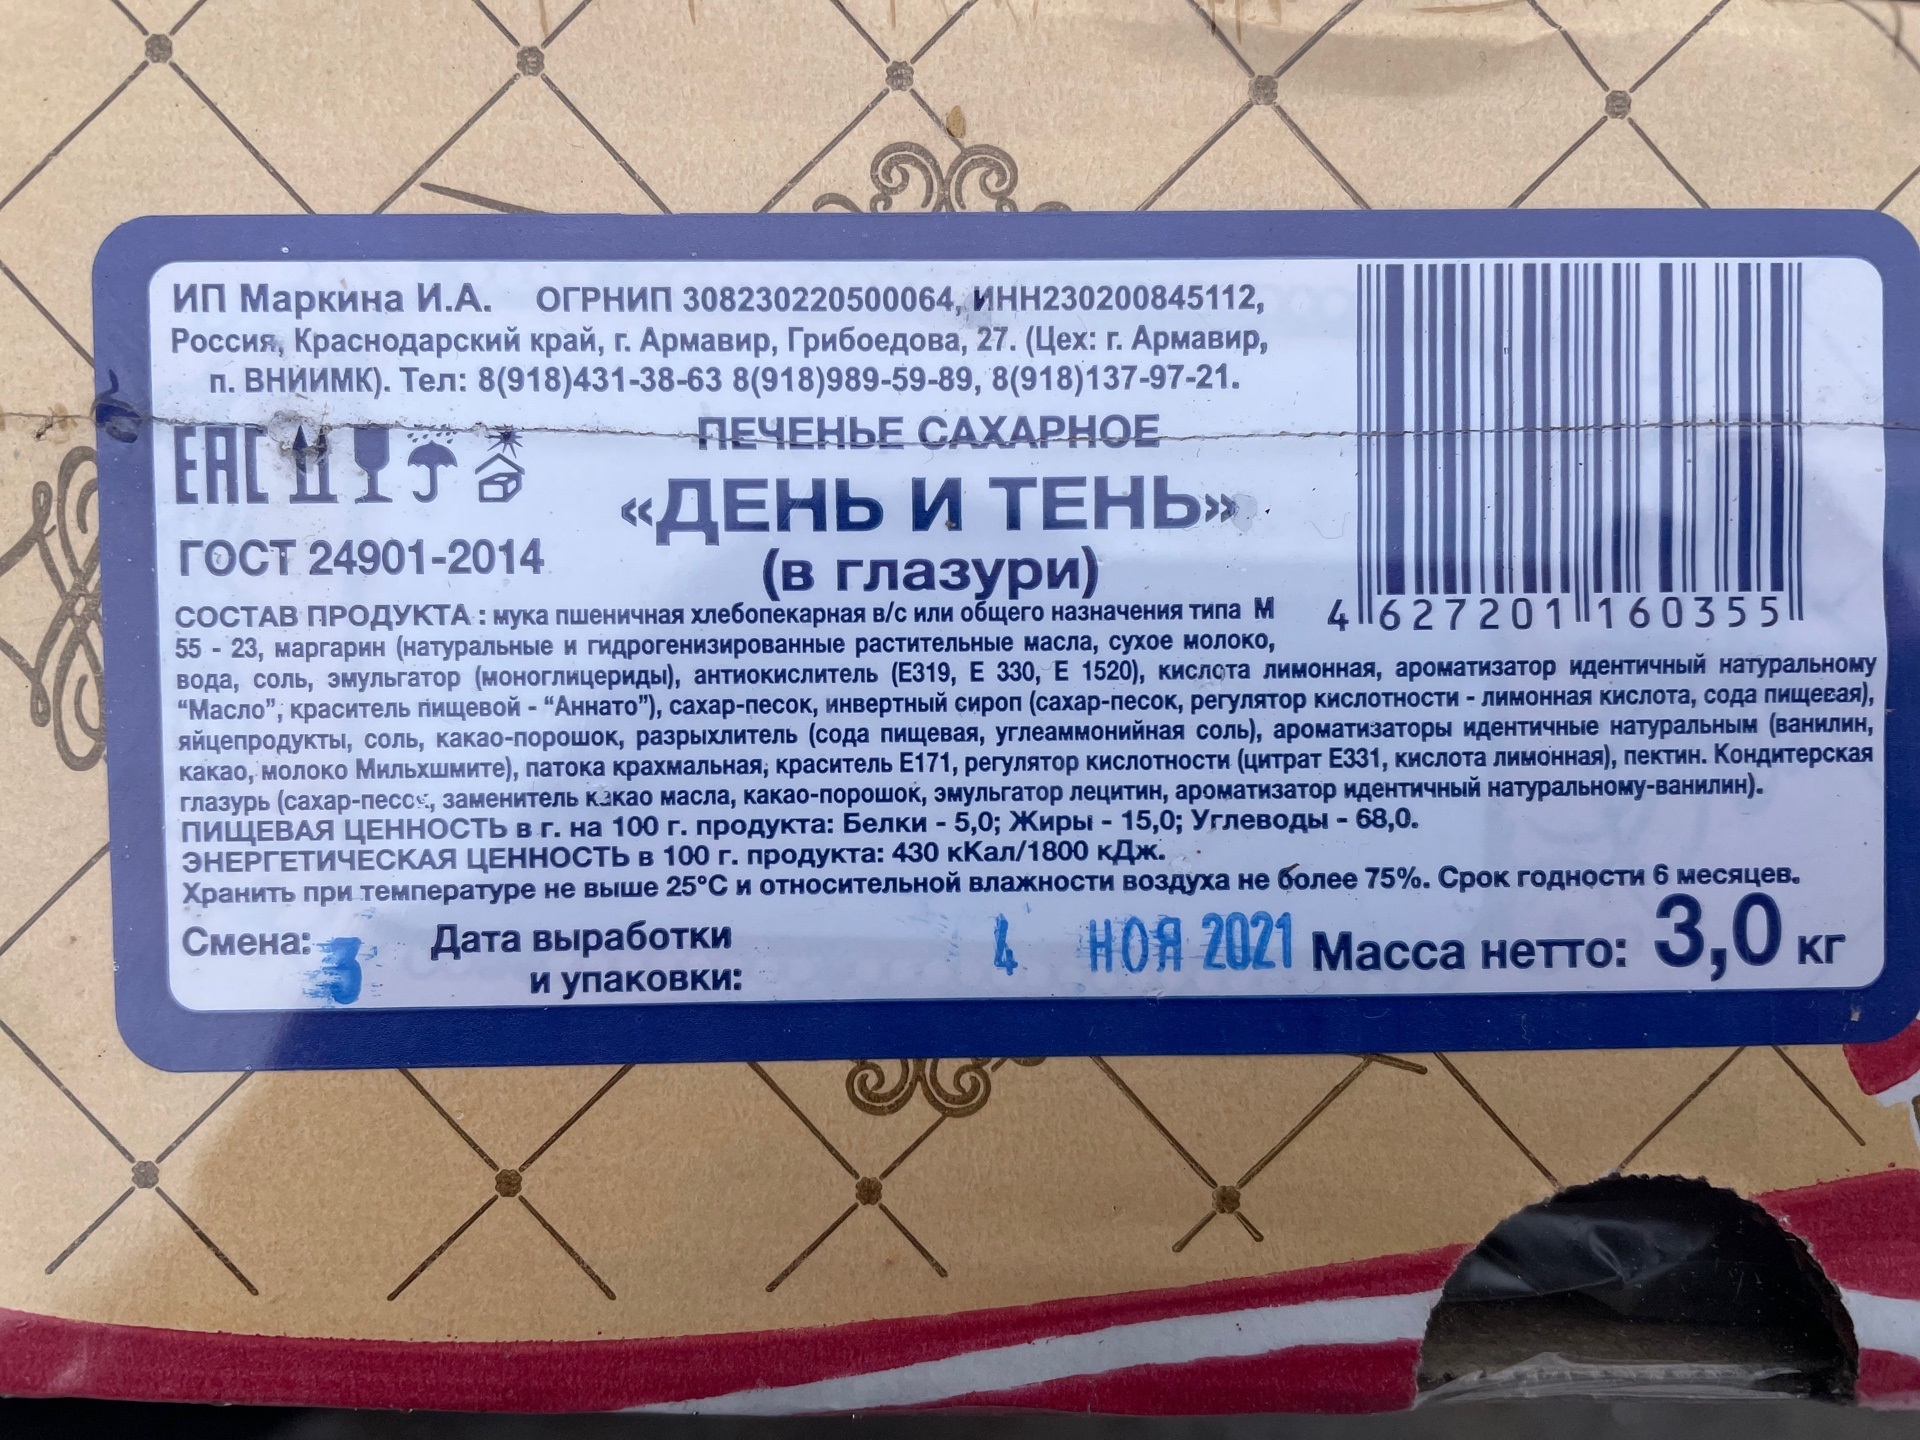 ИП Маркина И.А. ОГРНИП 308230220500064, ИНН230200845112,
Россия, Краснодарский край, г. Армавир, Грибоедова, 27. (Цех: г. Армавир,
п. ВНИИМК). Тел: 8(918)431-38-63 8(918)989-59-89, 8(918)137-97-21.
ЕАС
ПЕЧЕНЬЕ САХАРНОЕ
«ДЕНЬ И ТЕНЬ»
(в глазури)
ГОСТ 24901-2014
4 627201 160355
СОСТАВ ПРОДУКТА : мука пшеничная хлебопекарная в/с или общего назначения типа М
55 - 23, маргарин (натуральные и гидрогенизированные растительные масла, сухое молоко,
вода, соль, эмульгатор (моноглицериды), антиокислитель (Е319, Е 330, Е 1520), кислота лимонная, ароматизатор идентичный натуральному
“Масло”, краситель пищевой - “Аннато”), сахар-песок, инвертный сироп (сахар-песок, регулятор кислотности - лимонная кислота, сода пищевая),
яйцепродукты, соль, какао-порошок, разрыхлитель (сода пищевая, углеаммонийная соль), ароматизаторы идентичные натуральным (ванилин,
какао, молоко Мильхшмите), патока крахмальная, краситель Е171, регулятор кислотности (цитрат Е331, кислота лимонная), пектин. Кондитерская
глазурь (сахар-песок, заменитель какао масла, какао-порошок, эмульгатор лецитин, ароматизатор идентичный натуральному-ванилин).
ПИЩЕВАЯ ЦЕННОСТЬ в г. на 100 г. продукта: Белки - 5,0; Жиры - 15,0; Углеводы - 68,0.
ЭНЕРГЕТИЧЕСКАЯ ЦЕННОСТЬ в 100 г. продукта: 430 кКал/1800 кДж.
Хранить при температуре не выше 25°С и относительной влажности воздуха не более 75%. Срок годности 6 месяцев.
Смена: 3 Дата выработки 4 НОЯ 2021 Масса нетто: 3,0 кг
и упаковки: